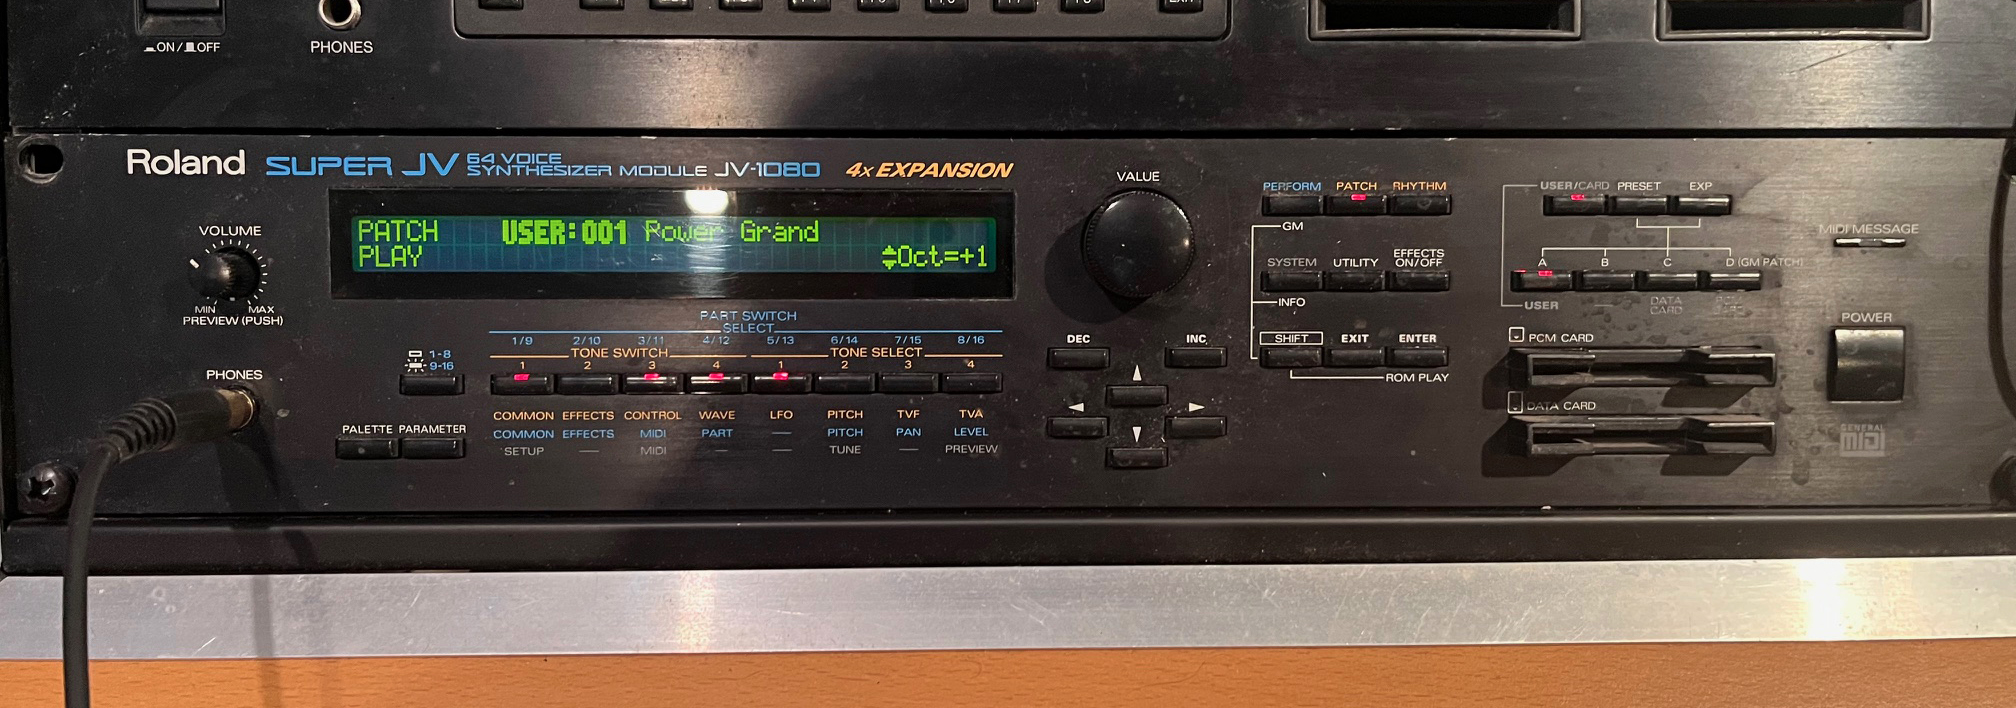 ON / OFF
PHONES
EXIT
Roland SUPER JV 64 VOICE SYNTHESIZER MODULE JV-1080 4x EXPANSION
VOLUME
MIN MAX
PREVIEW (PUSH)
PHONES
PATCH USER:001 Power Grand
PLAY Oct=+1
PART SWITCH
SELECT
1/9 2/10 3/11 4/12 5/13 6/14 7/15 8/16
TONE SWITCH TONE SELECT
1 2 3 4 1 2 3 4
1-8
9-16
PALETTE PARAMETER
COMMON EFFECTS CONTROL WAVE LFO PITCH TVF TVA
COMMON EFFECTS MIDI PART — PITCH PAN LEVEL
SETUP — MIDI — — TUNE — PREVIEW
VALUE
DEC INC
PERFORM PATCH RHYTHM
GM
SYSTEM UTILITY EFFECTS ON/OFF
INFO
SHIFT EXIT ENTER
ROM PLAY
USER/CARD PRESET EXP
A B C D (GM PATCH)
USER — DATA CARD
PCM CARD
DATA CARD
MIDI MESSAGE
POWER
GENERAL MIDI